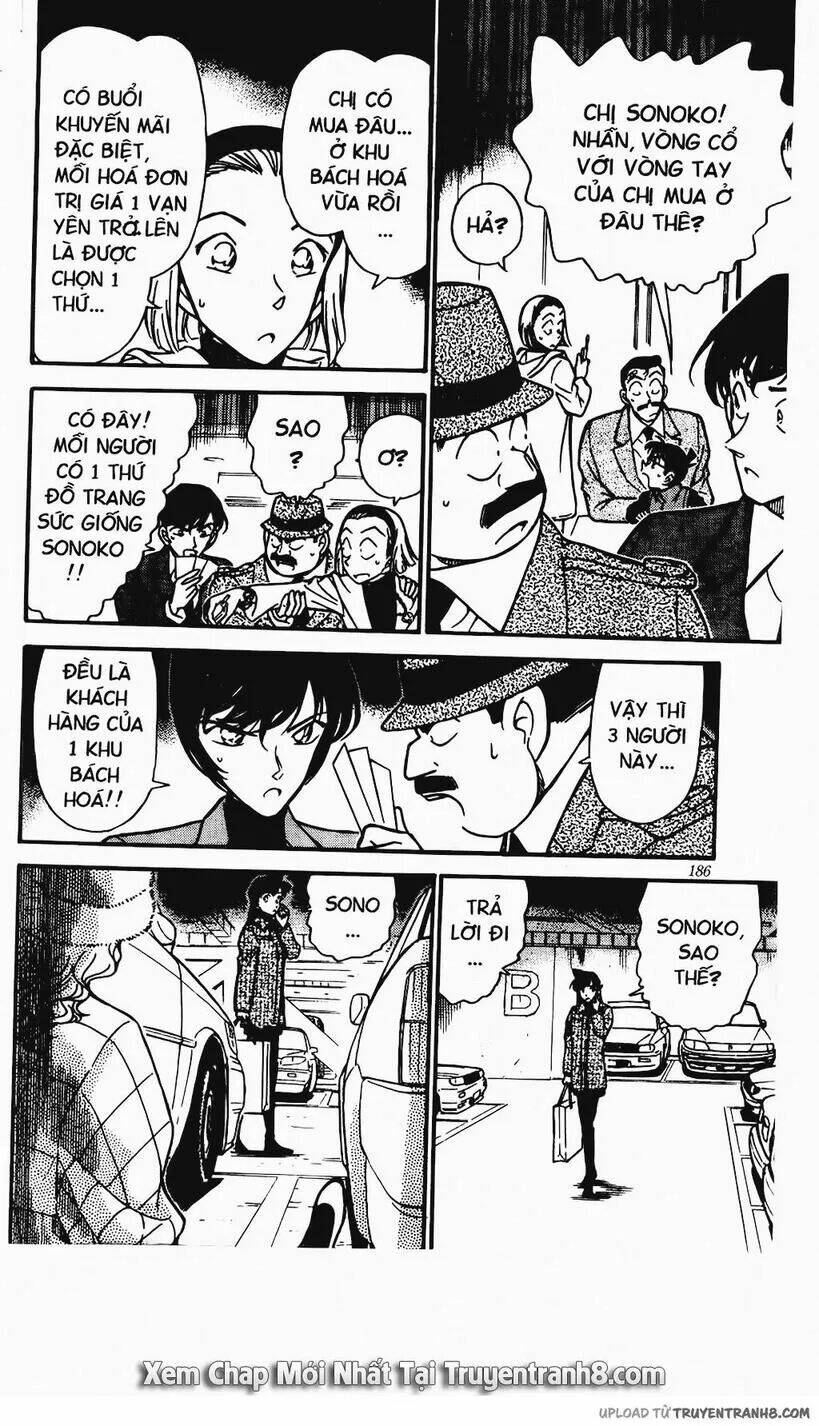 CHỊ SONOKO!
NHẪN, VÒNG CỔ
VỚI VÒNG TAY
CỦA CHỊ MUA Ở
ĐÂU THẾ?
HẢ?
CHỊ CÓ
MUA ĐÂU...
Ở KHU
BÁCH HOÁ
VỪA RỒI
...
CÓ BUỔI
KHUYẾN MÃI
ĐẶC BIỆT,
MỖI HOÁ ĐƠN
TRỊ GIÁ 1 VẠN
YÊN TRỞ LÊN
LÀ ĐƯỢC
CHỌN 1
THỨ...
Ơ?
SAO
?
CÓ ĐÂY!
MỖI NGƯỜI
CÓ 1 THỨ
ĐỒ TRANG
SỨC GIỐNG
SONOKO
!!
VẬY THÌ
3 NGƯỜI
NÀY...
ĐỀU LÀ
KHÁCH
HÀNG CỦA
1 KHU
BÁCH
HOÁ!!
186
SONOKO,
SAO
THẾ?
TRẢ
LỜI ĐI
...
B
SONO
...
1
Xem Chap Mới Nhất Tại Truyentranh8.com
UPLOAD TỪ TRUYENTRANH8.COM